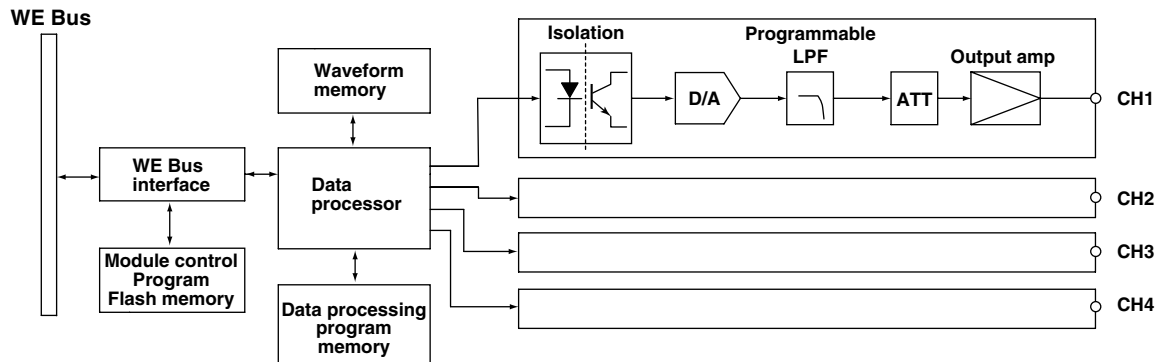 WE Bus
Isolation
Programmable
LPF
Output amp
Waveform
memory
D/A
ATT
CH1
WE Bus
interface
Data
processor
CH2
CH3
Module control
Program
Flash memory
CH4
Data processing
program
memory